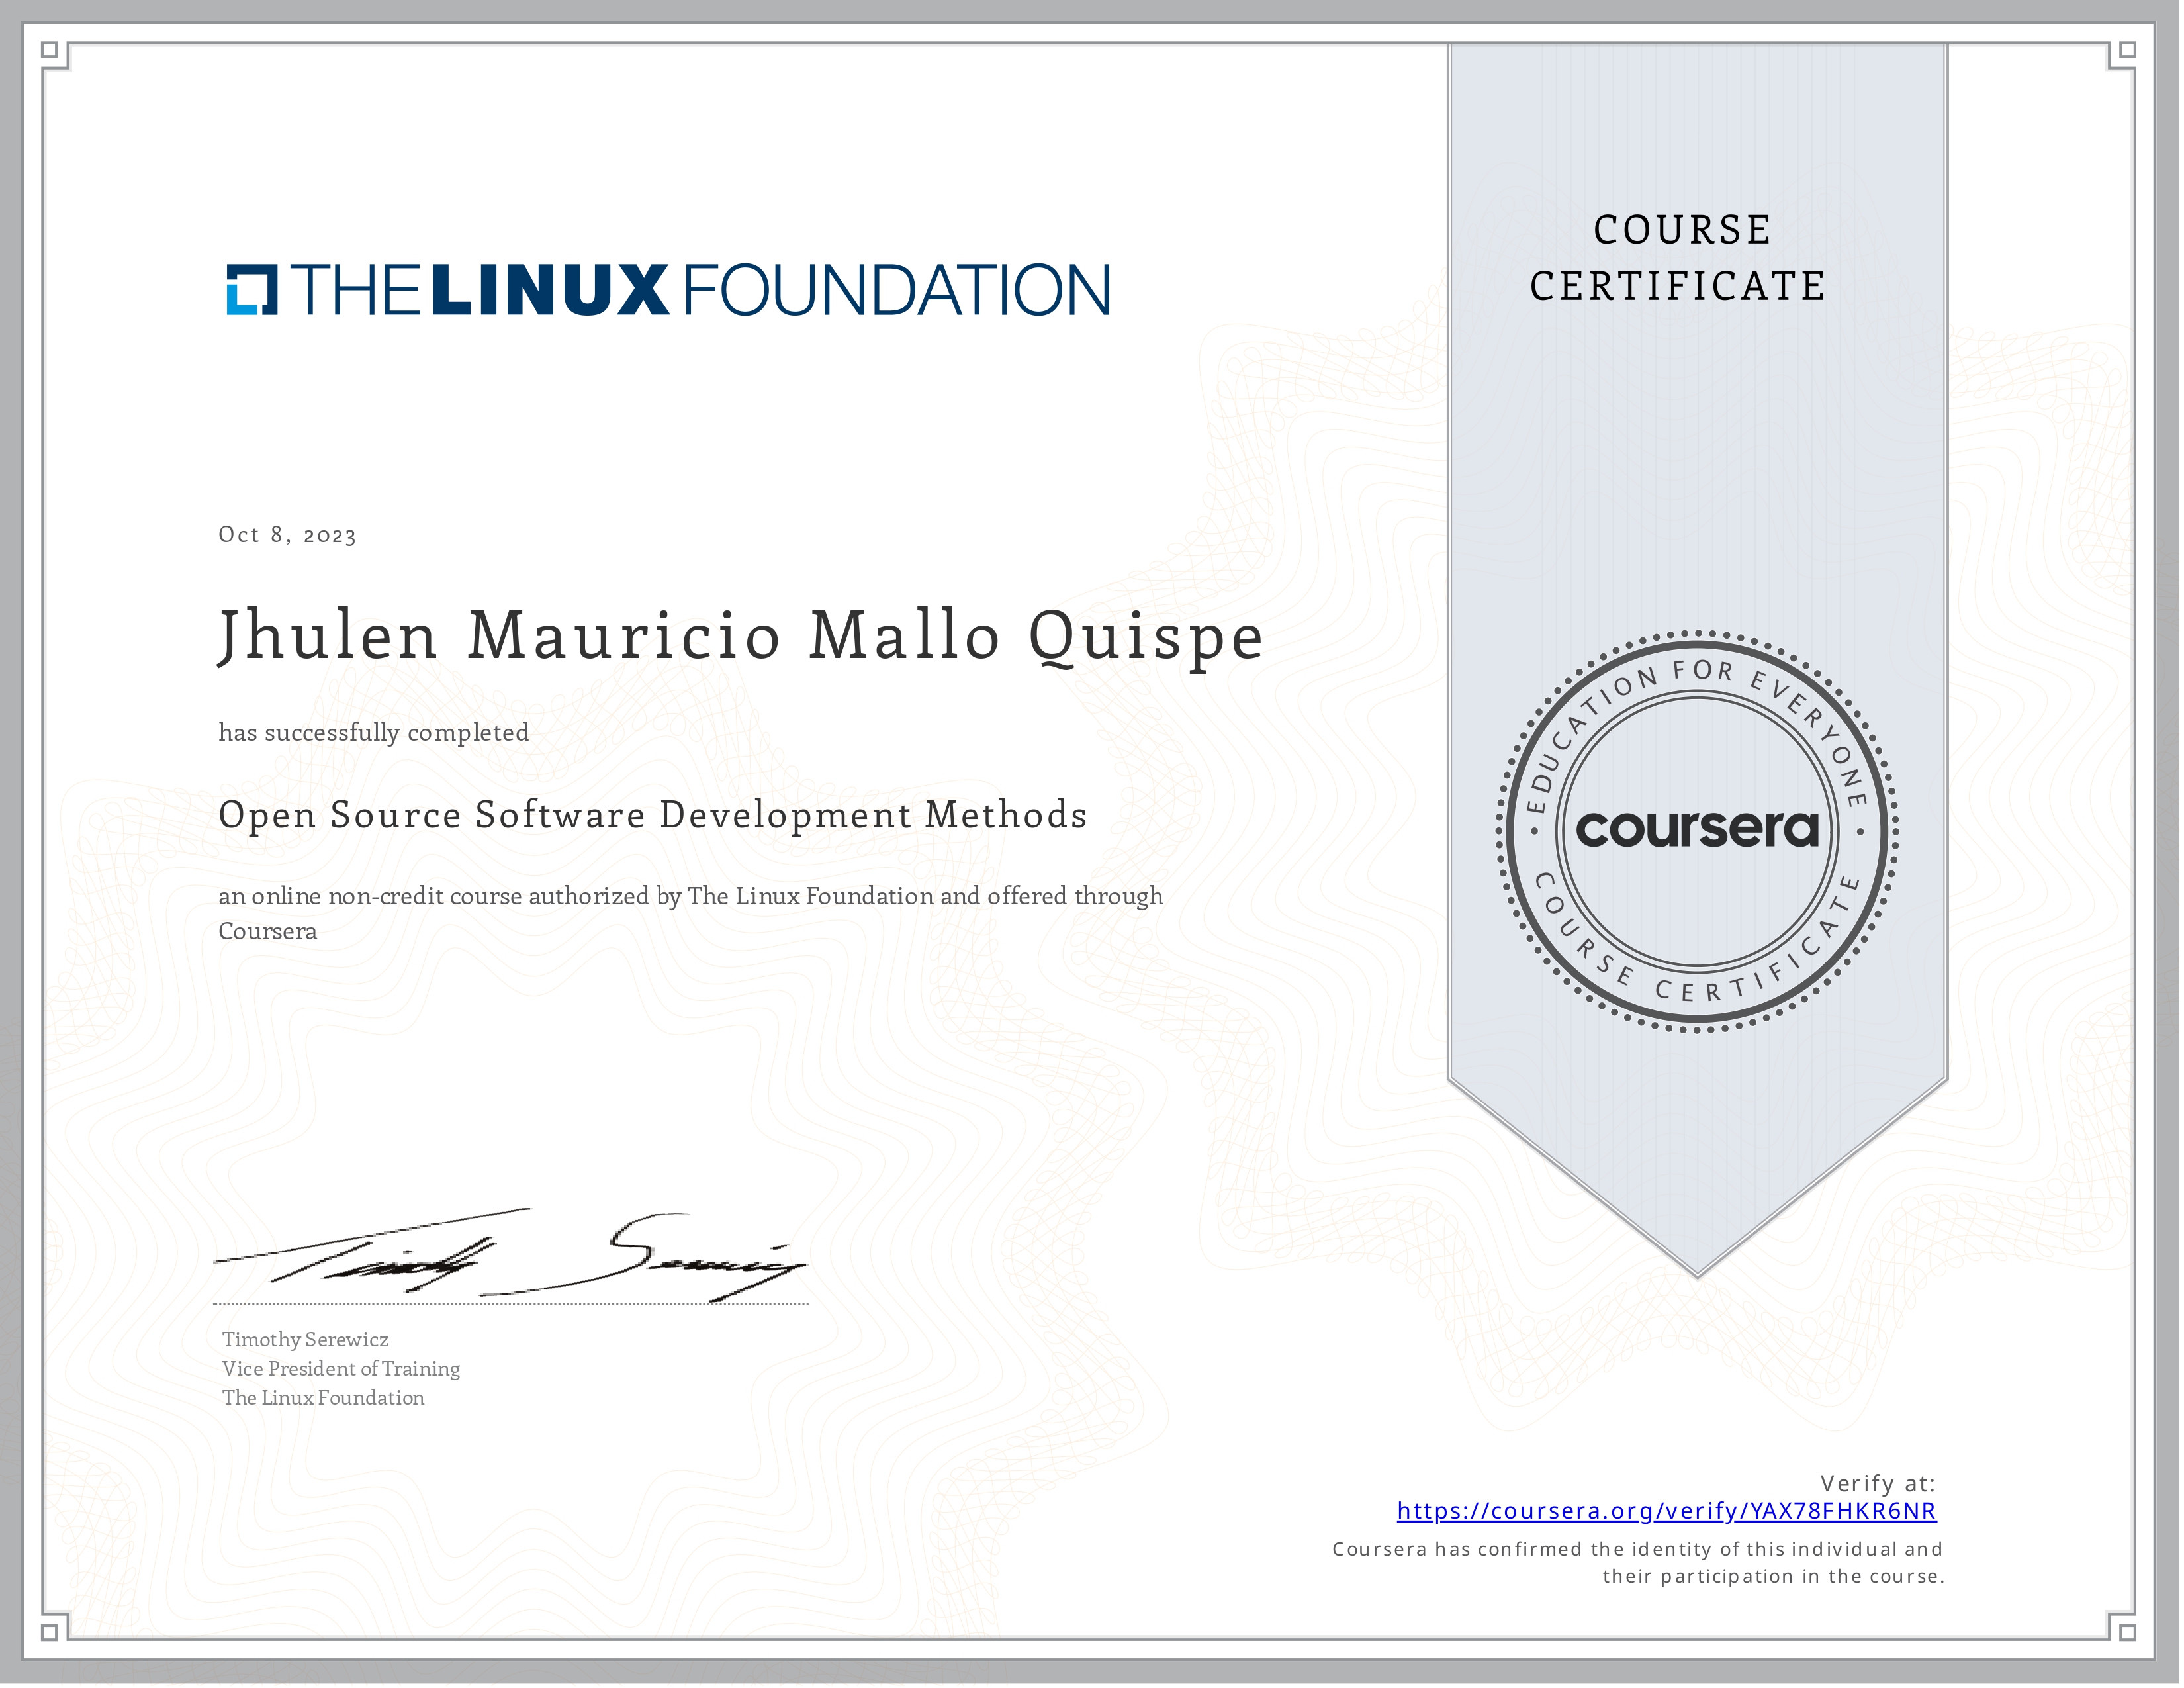 THE LINUX FOUNDATION
COURSE
CERTIFICATE
Oct 8, 2023
Jhulen Mauricio Mallo Quispe
has successfully completed
Open Source Software Development Methods
an online non-credit course authorized by The Linux Foundation and offered through
Coursera
EDUCATION FOR EVERYONE
coursera
COURSE CERTIFICATE
Timothy Serewicz
Timothy Serewicz
Vice President of Training
The Linux Foundation
Verify at:
https://coursera.org/verify/YAX78FHKR6NR
Coursera has confirmed the identity of this individual and
their participation in the course.